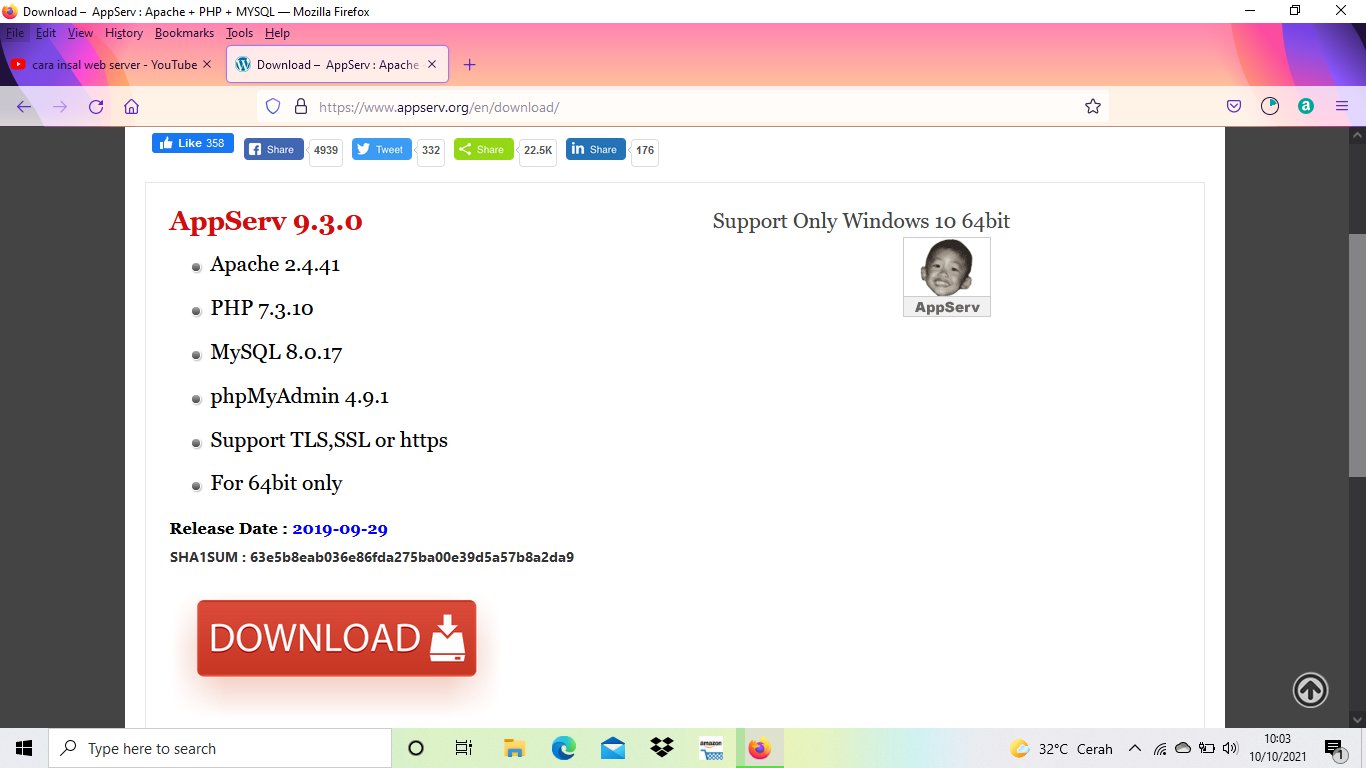 Download – AppServ : Apache + PHP + MYSQL — Mozilla Firefox
File Edit View History Bookmarks Tools Help
cara insal web server - YouTube
Download – AppServ : Apache
https://www.appserv.org/en/download/
Like 358
Share 4939
Tweet 332
Share 22.5K
Share 176
AppServ 9.3.0
Support Only Windows 10 64bit
AppServ
Apache 2.4.41
PHP 7.3.10
MySQL 8.0.17
phpMyAdmin 4.9.1
Support TLS,SSL or https
For 64bit only
Release Date : 2019-09-29
SHA1SUM : 63e5b8eab036e86fda275ba00e39d5a57b8a2da9
DOWNLOAD
Type here to search
amazon
32°C Cerah
10:03
10/10/2021
1